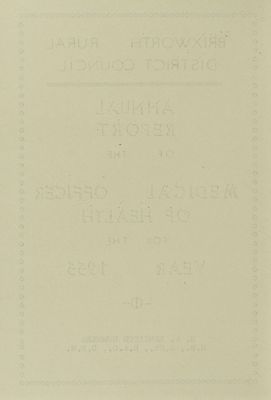 BRIXWORTH RURAL
DISTRICT COUNCIL
ANNUAL
REPORT
OF THE
MEDICAL OFFICER
OF HEALTH
FOR THE
YEAR 1955